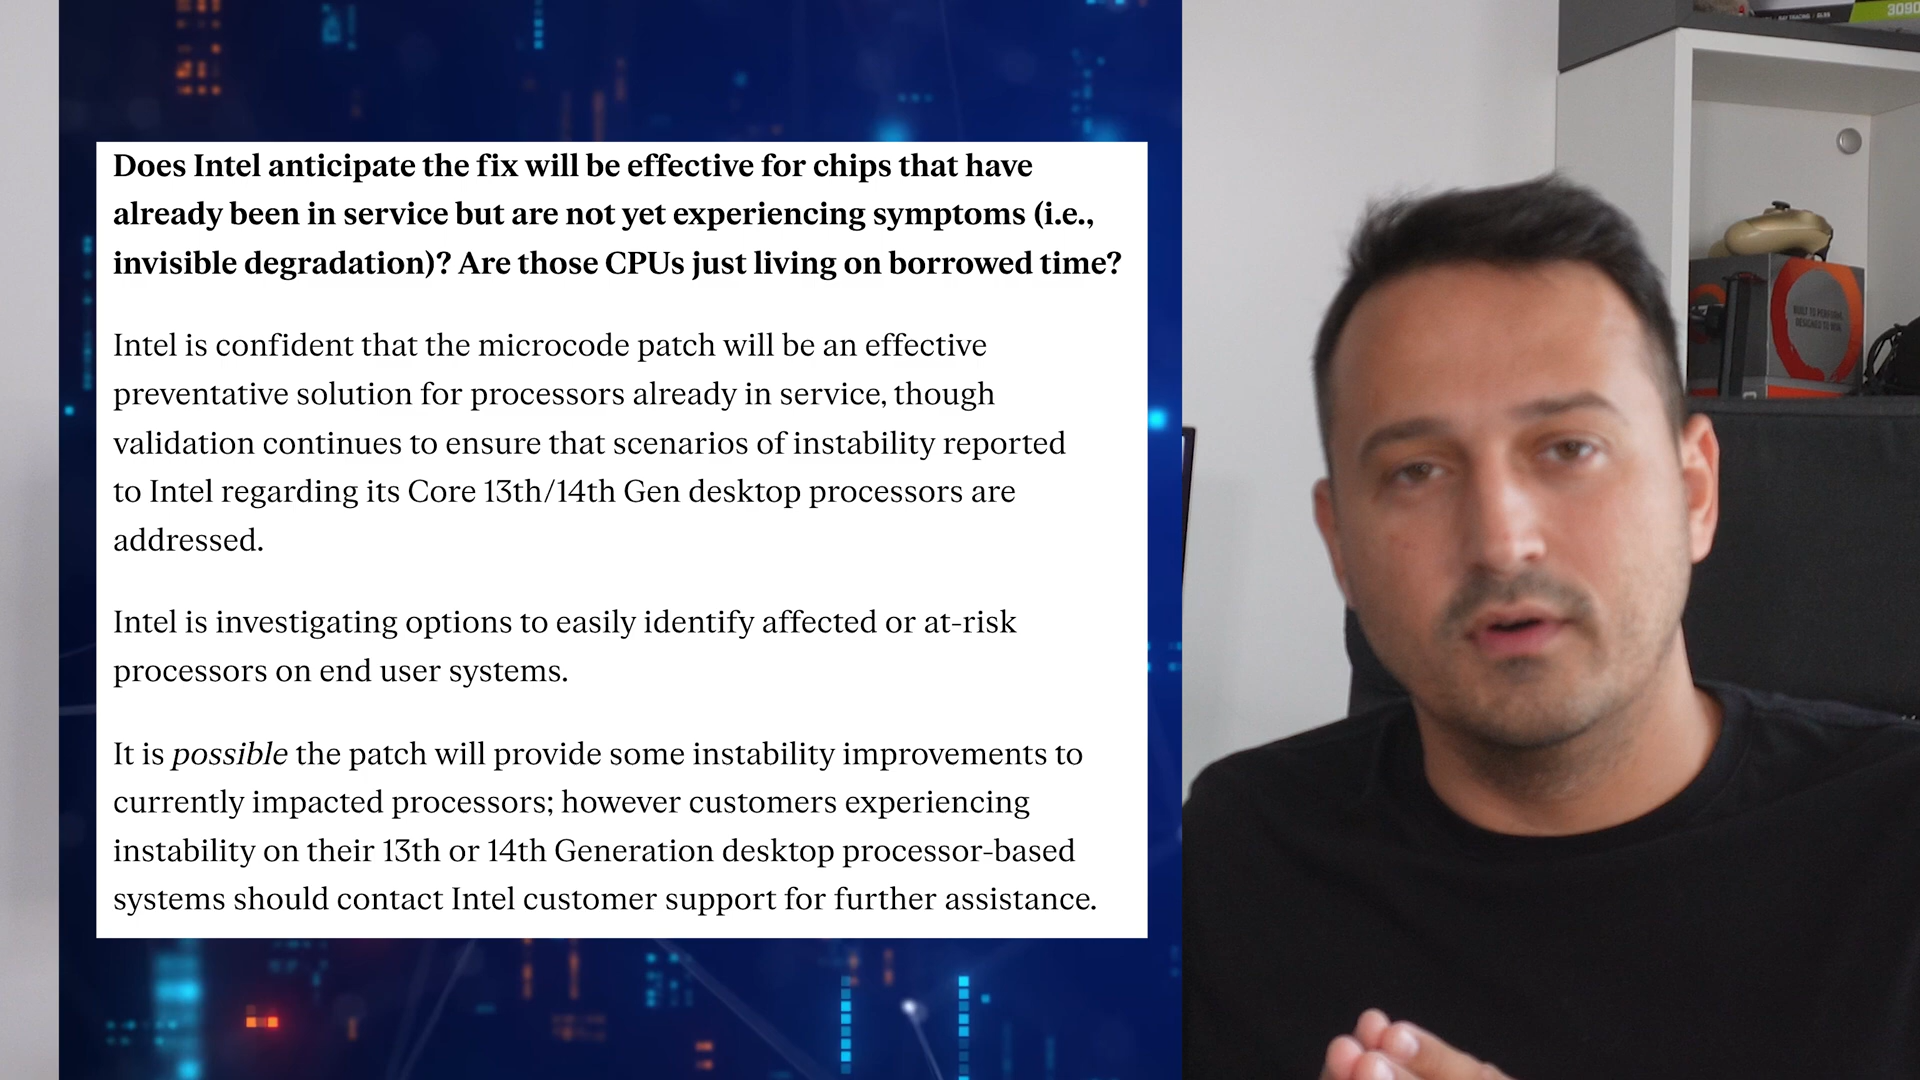 Does Intel anticipate the fix will be effective for chips that have
already been in service but are not yet experiencing symptoms (i.e.,
invisible degradation)? Are those CPUs just living on borrowed time?
Intel is confident that the microcode patch will be an effective
preventative solution for processors already in service, though
validation continues to ensure that scenarios of instability reported
to Intel regarding its Core 13th/14th Gen desktop processors are
addressed.
Intel is investigating options to easily identify affected or at-risk
processors on end user systems.
It is possible the patch will provide some instability improvements to
currently impacted processors; however customers experiencing
instability on their 13th or 14th Generation desktop processor-based
systems should contact Intel customer support for further assistance.
3090
BUILT TO PERFORM,
DESIGNED TO WIN.